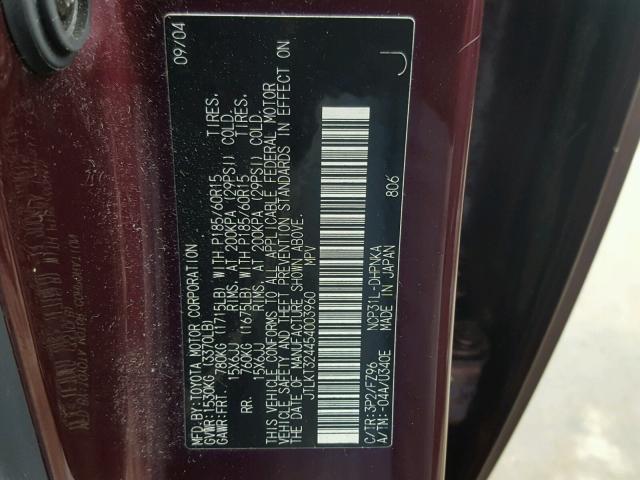 MFD.BY:TOYOTA MOTOR CORPORATION 09/04
GVWR:1530KG (3370LB)
GAWR:FRT. 780KG (1715LB) WITH P185/60R15 TIRES,
15X6JJ RIMS, AT 200KPA (29PSI) COLD.
RR. 760KG (1675LB) WITH P185/60R15 TIRES,
15X6JJ RIMS, AT 200KPA (29PSI) COLD.
THIS VEHICLE CONFORMS TO ALL APPLICABLE FEDERAL MOTOR
VEHICLE SAFETY AND THEFT PREVENTION STANDARDS IN EFFECT ON
THE DATE OF MANUFACTURE SHOWN ABOVE.
JTLKT324454003960 MPV
J
C/TR:3P2/FZ96 NCP31L-DHPNKA
A/TM:-04A/U340E MADE IN JAPAN 806